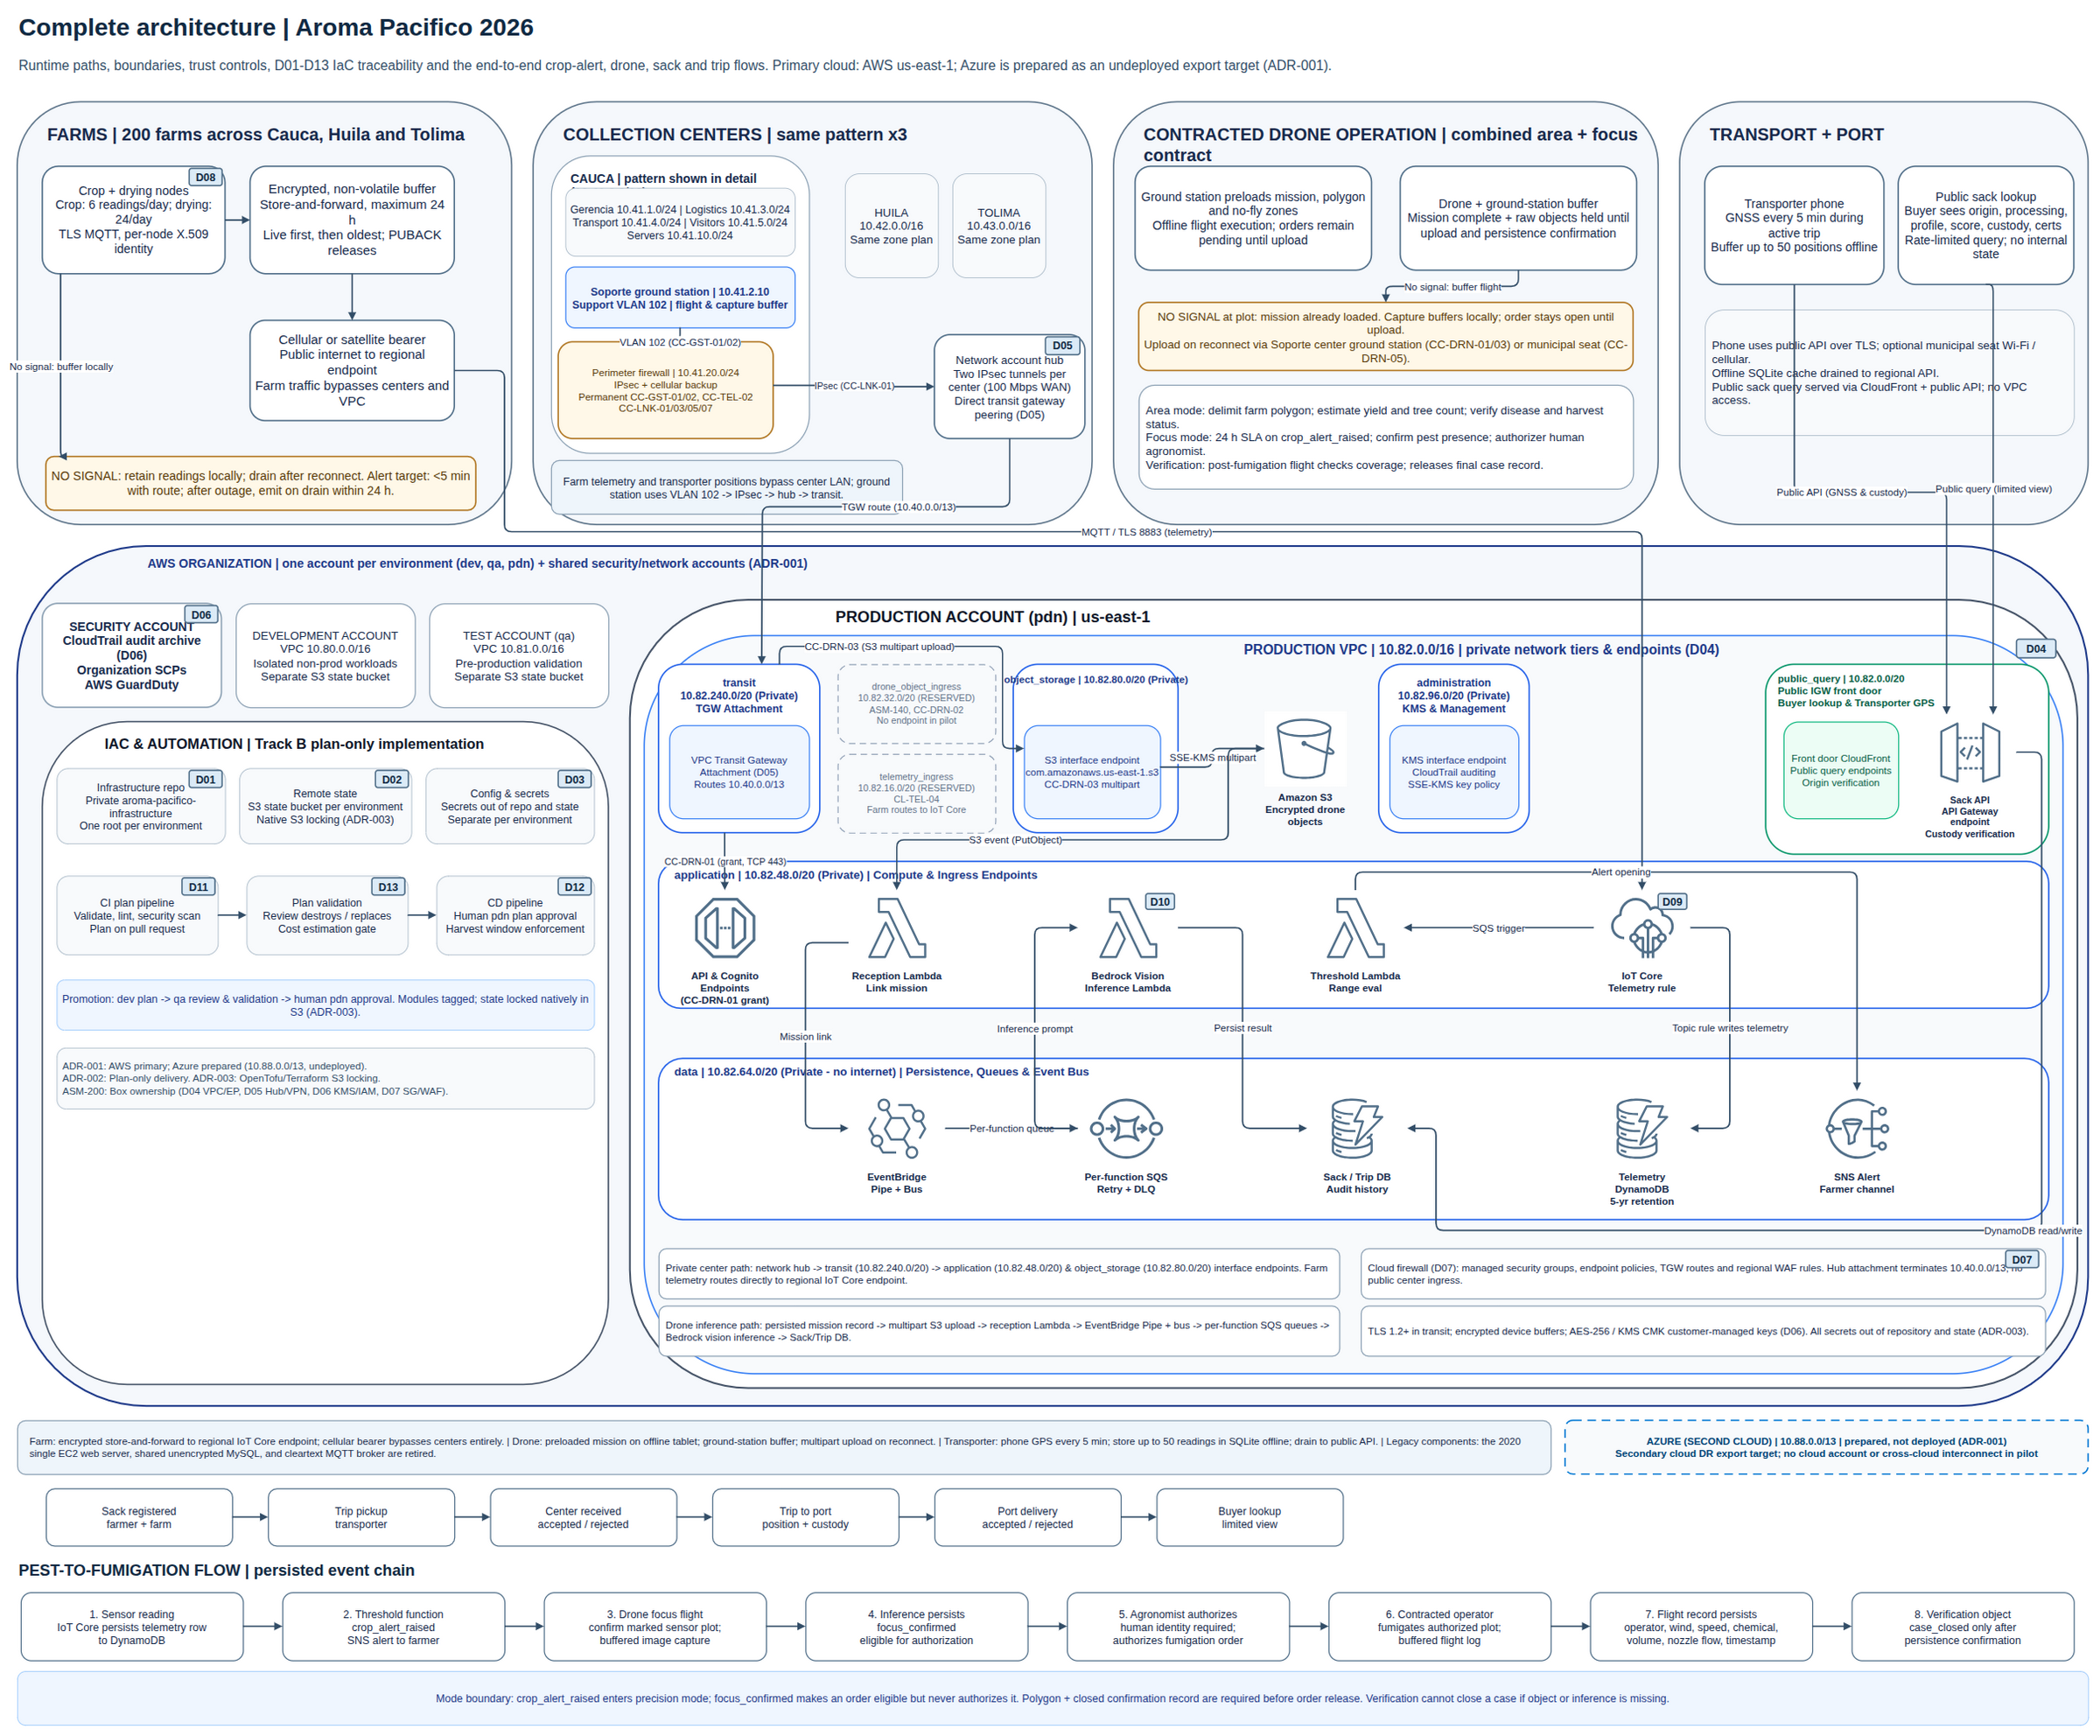 Complete architecture | Aroma Pacifico 2026
Runtime paths, boundaries, trust controls, D01-D13 IaC traceability and the end-to-end crop-alert, drone, sack and trip flows. Primary cloud: AWS us-east-1; Azure is prepared as an undeployed export target (ADR-001).
FARMS | 200 farms across Cauca, Huila and Tolima
D08
Crop + drying nodes
Crop: 6 readings/day; drying:
24/day
TLS MQTT, per-node X.509
identity
Encrypted, non-volatile buffer
Store-and-forward, maximum 24
h
Live first, then oldest; PUBACK
releases
Cellular or satellite bearer
Public internet to regional
endpoint
Farm traffic bypasses centers and
VPC
No signal: buffer locally
NO SIGNAL: retain readings locally; drain after reconnect. Alert target: <5 min
with route; after outage, emit on drain within 24 h.
COLLECTION CENTERS | same pattern x3
CAUCA | pattern shown in detail
Gerencia 10.41.1.0/24 | Logistics 10.41.3.0/24
Transport 10.41.4.0/24 | Visitors 10.41.5.0/24
Servers 10.41.10.0/24
Soporte ground station | 10.41.2.10
Support VLAN 102 | flight & capture buffer
VLAN 102 (CC-GST-01/02)
Perimeter firewall | 10.41.20.0/24
IPsec + cellular backup
Permanent CC-GST-01/02, CC-TEL-02
CC-LNK-01/03/05/07
HUILA
10.42.0.0/16
Same zone plan
TOLIMA
10.43.0.0/16
Same zone plan
IPsec (CC-LNK-01)
D05
Network account hub
Two IPsec tunnels per
center (100 Mbps WAN)
Direct transit gateway
peering (D05)
Farm telemetry and transporter positions bypass center LAN; ground
station uses VLAN 102 -> IPsec -> hub -> transit.
TGW route (10.40.0.0/13)
CONTRACTED DRONE OPERATION | combined area + focus
contract
Ground station preloads mission, polygon
and no-fly zones
Offline flight execution; orders remain
pending until upload
Drone + ground-station buffer
Mission complete + raw objects held until
upload and persistence confirmation
No signal: buffer flight
NO SIGNAL at plot: mission already loaded. Capture buffers locally; order stays open until
upload.
Upload on reconnect via Soporte center ground station (CC-DRN-01/03) or municipal seat (CC-
DRN-05).
Area mode: delimit farm polygon; estimate yield and tree count; verify disease and harvest
status.
Focus mode: 24 h SLA on crop_alert_raised; confirm pest presence; authorizer human
agronomist.
Verification: post-fumigation flight checks coverage; releases final case record.
TRANSPORT + PORT
Transporter phone
GNSS every 5 min during
active trip
Buffer up to 50 positions offline
Public sack lookup
Buyer sees origin, processing,
profile, score, custody, certs
Rate-limited query; no internal
state
Phone uses public API over TLS; optional municipal seat Wi-Fi /
cellular.
Offline SQLite cache drained to regional API.
Public sack query served via CloudFront + public API; no VPC
access.
Public API (GNSS & custody)
Public query (limited view)
MQTT / TLS 8883 (telemetry)
AWS ORGANIZATION | one account per environment (dev, qa, pdn) + shared security/network accounts (ADR-001)
D06
SECURITY ACCOUNT
CloudTrail audit archive
(D06)
Organization SCPs
AWS GuardDuty
DEVELOPMENT ACCOUNT
VPC 10.80.0.0/16
Isolated non-prod workloads
Separate S3 state bucket
TEST ACCOUNT (qa)
VPC 10.81.0.0/16
Pre-production validation
Separate S3 state bucket
IAC & AUTOMATION | Track B plan-only implementation
D01
Infrastructure repo
Private aroma-pacifico-
infrastructure
One root per environment
D02
Remote state
S3 state bucket per environment
Native S3 locking (ADR-003)
D03
Config & secrets
Secrets out of repo and state
Separate per environment
D11
CI plan pipeline
Validate, lint, security scan
Plan on pull request
D13
Plan validation
Review destroys / replaces
Cost estimation gate
D12
CD pipeline
Human pdn plan approval
Harvest window enforcement
Promotion: dev plan -> qa review & validation -> human pdn approval. Modules tagged; state locked natively in
S3 (ADR-003).
ADR-001: AWS primary; Azure prepared (10.88.0.0/13, undeployed).
ADR-002: Plan-only delivery. ADR-003: OpenTofu/Terraform S3 locking.
ASM-200: Box ownership (D04 VPC/EP, D05 Hub/VPN, D06 KMS/IAM, D07 SG/WAF).
PRODUCTION ACCOUNT (pdn) | us-east-1
PRODUCTION VPC | 10.82.0.0/16 | private network tiers & endpoints (D04)
D04
CC-DRN-03 (S3 multipart upload)
transit
10.82.240.0/20 (Private)
TGW Attachment
VPC Transit Gateway
Attachment (D05)
Routes 10.40.0.0/13
drone_object_ingress
10.82.32.0/20 (RESERVED)
ASM-140, CC-DRN-02
No endpoint in pilot
telemetry_ingress
10.82.16.0/20 (RESERVED)
CL-TEL-04
Farm routes to IoT Core
object_storage | 10.82.80.0/20 (Private)
S3 interface endpoint
com.amazonaws.us-east-1.s3
CC-DRN-03 multipart
SSE-KMS multipart
Amazon S3
Encrypted drone
objects
administration
10.82.96.0/20 (Private)
KMS & Management
KMS interface endpoint
CloudTrail auditing
SSE-KMS key policy
public_query | 10.82.0.0/20
Public IGW front door
Buyer lookup & Transporter GPS
Front door CloudFront
Public query endpoints
Origin verification
Sack API
API Gateway
endpoint
Custody verification
S3 event (PutObject)
CC-DRN-01 (grant, TCP 443)
application | 10.82.48.0/20 (Private) | Compute & Ingress Endpoints
Alert opening
API & Cognito
Endpoints
(CC-DRN-01 grant)
Reception Lambda
Link mission
D10
Bedrock Vision
Inference Lambda
Threshold Lambda
Range eval
SQS trigger
D09
IoT Core
Telemetry rule
Mission link
Inference prompt
Persist result
Topic rule writes telemetry
data | 10.82.64.0/20 (Private - no internet) | Persistence, Queues & Event Bus
EventBridge
Pipe + Bus
Per-function queue
Per-function SQS
Retry + DLQ
Sack / Trip DB
Audit history
Telemetry
DynamoDB
5-yr retention
SNS Alert
Farmer channel
DynamoDB read/write
Private center path: network hub -> transit (10.82.240.0/20) -> application (10.82.48.0/20) & object_storage (10.82.80.0/20) interface endpoints. Farm
telemetry routes directly to regional IoT Core endpoint.
D07
Cloud firewall (D07): managed security groups, endpoint policies, TGW routes and regional WAF rules. Hub attachment terminates 10.40.0.0/13; no
public center ingress.
Drone inference path: persisted mission record -> multipart S3 upload -> reception Lambda -> EventBridge Pipe + bus -> per-function SQS queues ->
Bedrock vision inference -> Sack/Trip DB.
TLS 1.2+ in transit; encrypted device buffers; AES-256 / KMS CMK customer-managed keys (D06). All secrets out of repository and state (ADR-003).
Farm: encrypted store-and-forward to regional IoT Core endpoint; cellular bearer bypasses centers entirely. | Drone: preloaded mission on offline tablet; ground-station buffer; multipart upload on reconnect. | Transporter: phone GPS every 5 min; store up to 50 readings in SQLite offline; drain to public API. | Legacy components: the 2020
single EC2 web server, shared unencrypted MySQL, and cleartext MQTT broker are retired.
AZURE (SECOND CLOUD) | 10.88.0.0/13 | prepared, not deployed (ADR-001)
Secondary cloud DR export target; no cloud account or cross-cloud interconnect in pilot
Sack registered
farmer + farm
Trip pickup
transporter
Center received
accepted / rejected
Trip to port
position + custody
Port delivery
accepted / rejected
Buyer lookup
limited view
PEST-TO-FUMIGATION FLOW | persisted event chain
1. Sensor reading
IoT Core persists telemetry row
to DynamoDB
2. Threshold function
crop_alert_raised
SNS alert to farmer
3. Drone focus flight
confirm marked sensor plot;
buffered image capture
4. Inference persists
focus_confirmed
eligible for authorization
5. Agronomist authorizes
human identity required;
authorizes fumigation order
6. Contracted operator
fumigates authorized plot;
buffered flight log
7. Flight record persists
operator, wind, speed, chemical,
volume, nozzle flow, timestamp
8. Verification object
case_closed only after
persistence confirmation
Mode boundary: crop_alert_raised enters precision mode; focus_confirmed makes an order eligible but never authorizes it. Polygon + closed confirmation record are required before order release. Verification cannot close a case if object or inference is missing.